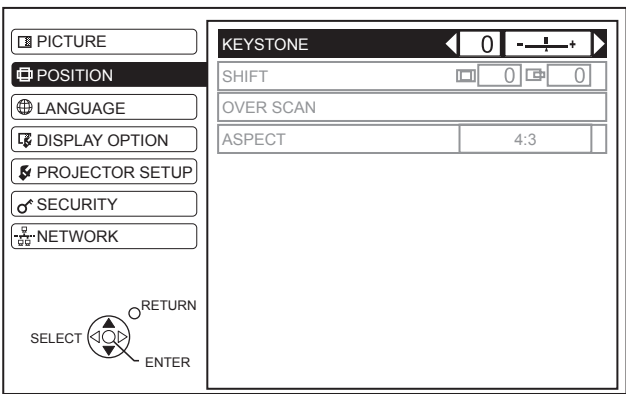 PICTURE
POSITION
LANGUAGE
DISPLAY OPTION
PROJECTOR SETUP
SECURITY
NETWORK
RETURN
SELECT
ENTER
KEYSTONE 0 - +
SHIFT 0 0
OVER SCAN
ASPECT 4:3